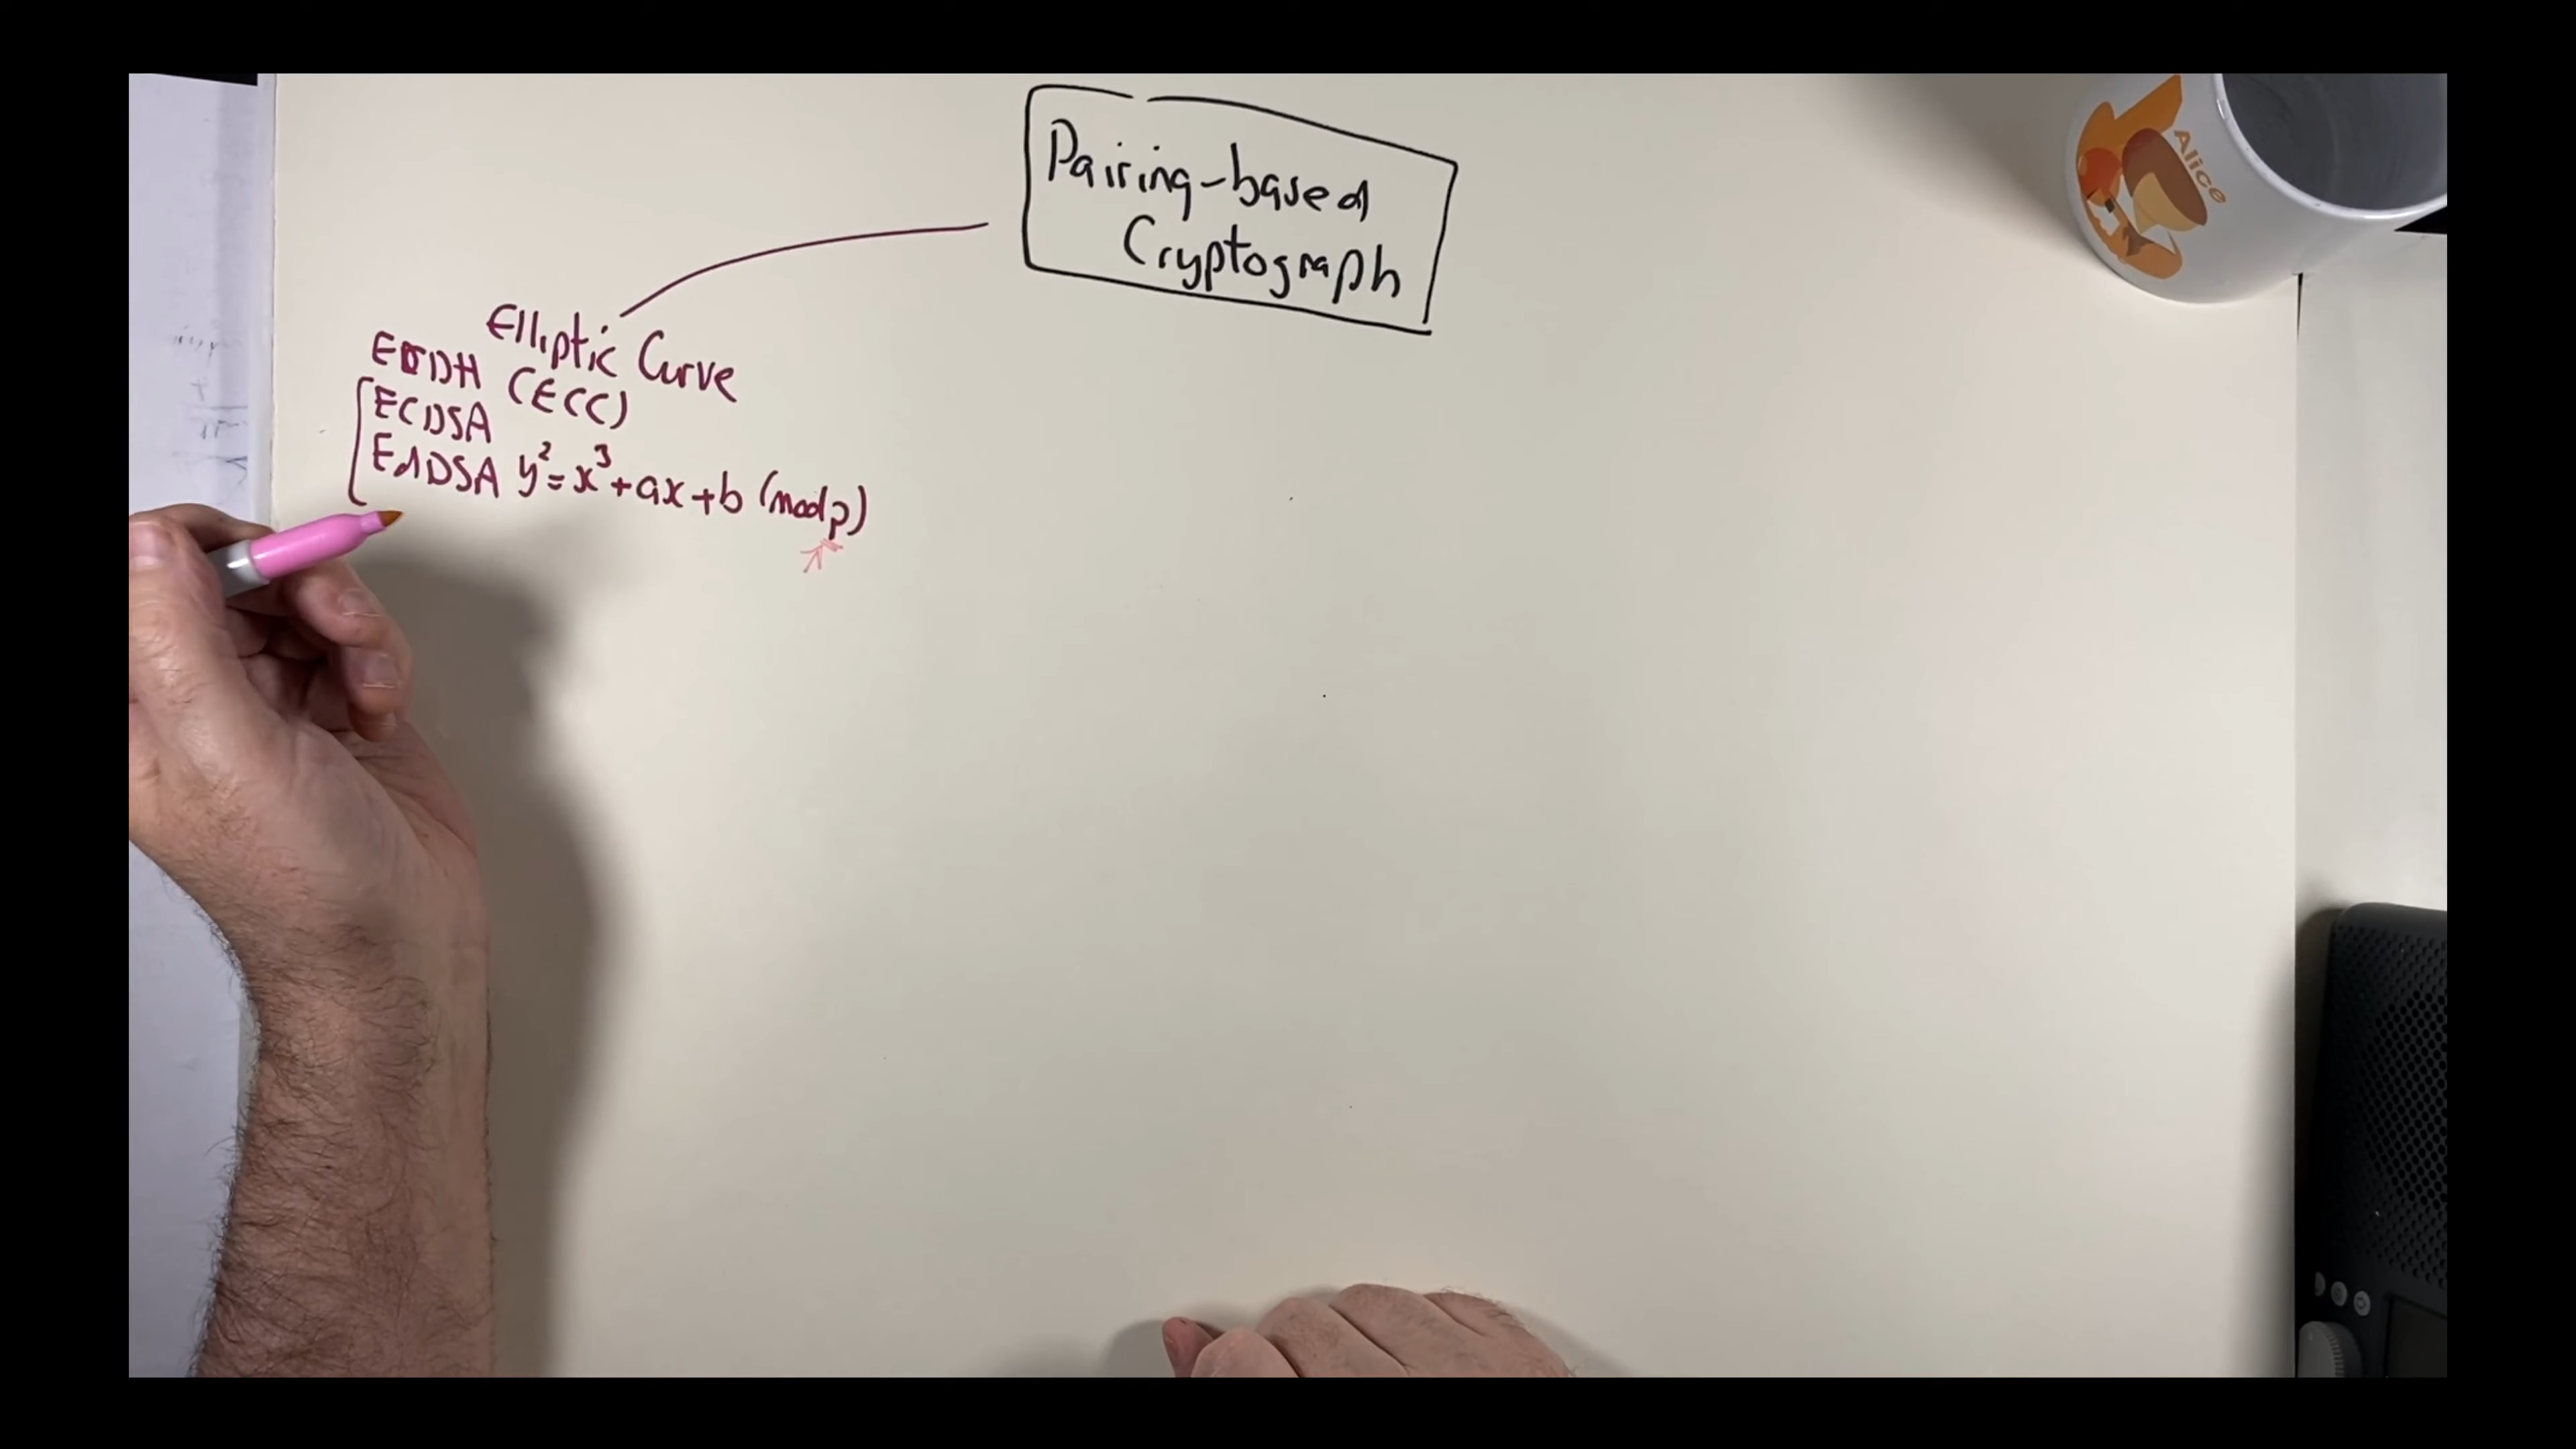 Pairing-based
Cryptograph
Alice
Elliptic Curve
(ECC)
ECDH
ECDSA
EdDSA y²=x³+ax+b (mod p)